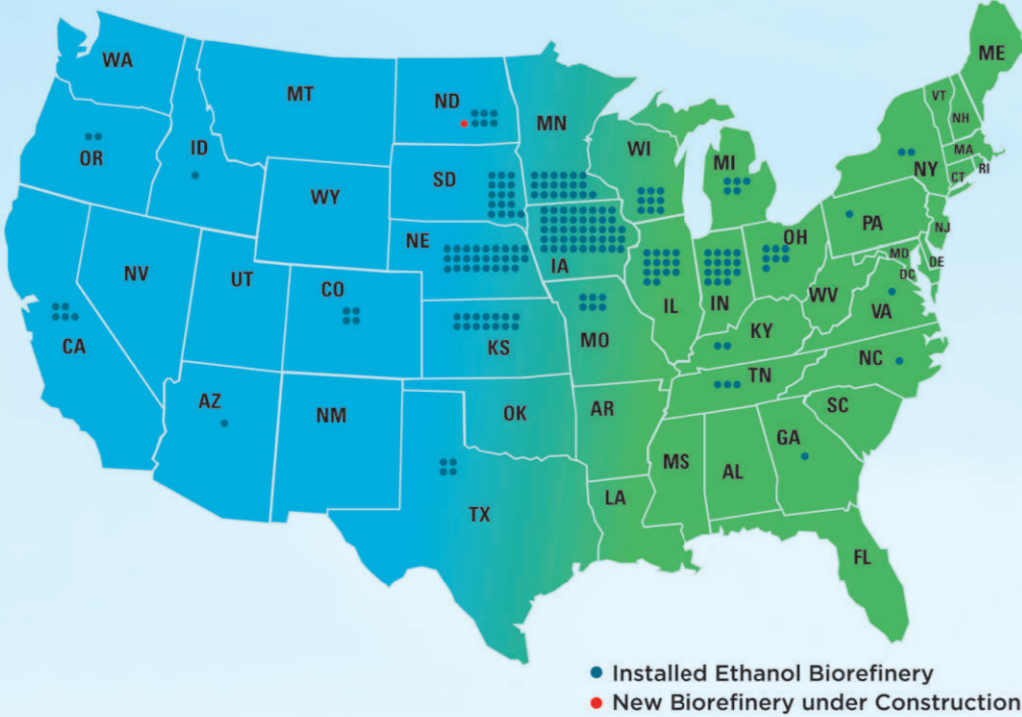 WA
MT
ND
MN
ME
VT
NH
OR
ID
WY
SD
WI
MI
NY
MA
RI
CT
NE
IA
PA
NJ
NV
UT
CO
KS
MO
IL
IN
OH
WV
MD
DE
DC
VA
CA
KY
NC
TN
SC
AZ
NM
OK
AR
MS
AL
GA
TX
LA
FL
Installed Ethanol Biorefinery
New Biorefinery under Construction